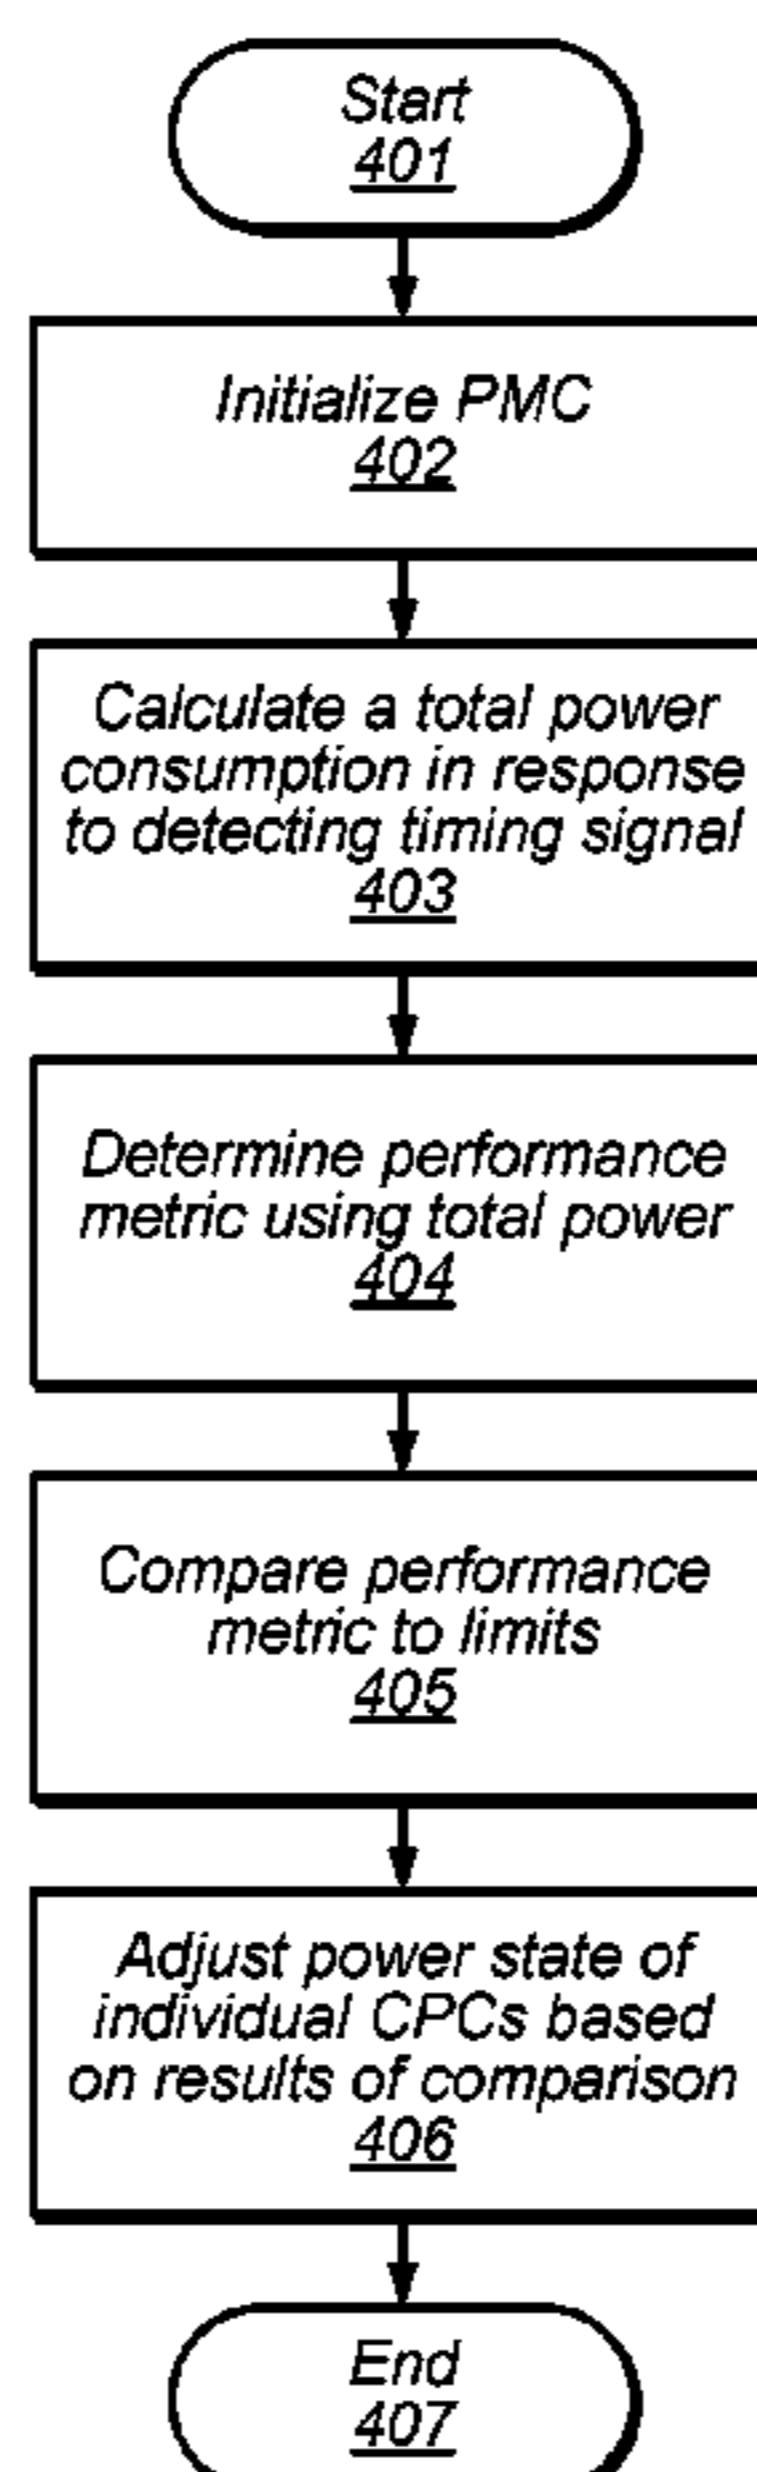 Start
401
Initialize PMC
402
Calculate a total power
consumption in response
to detecting timing signal
403
Determine performance
metric using total power
404
Compare performance
metric to limits
405
Adjust power state of
individual CPCs based
on results of comparison
406
End
407